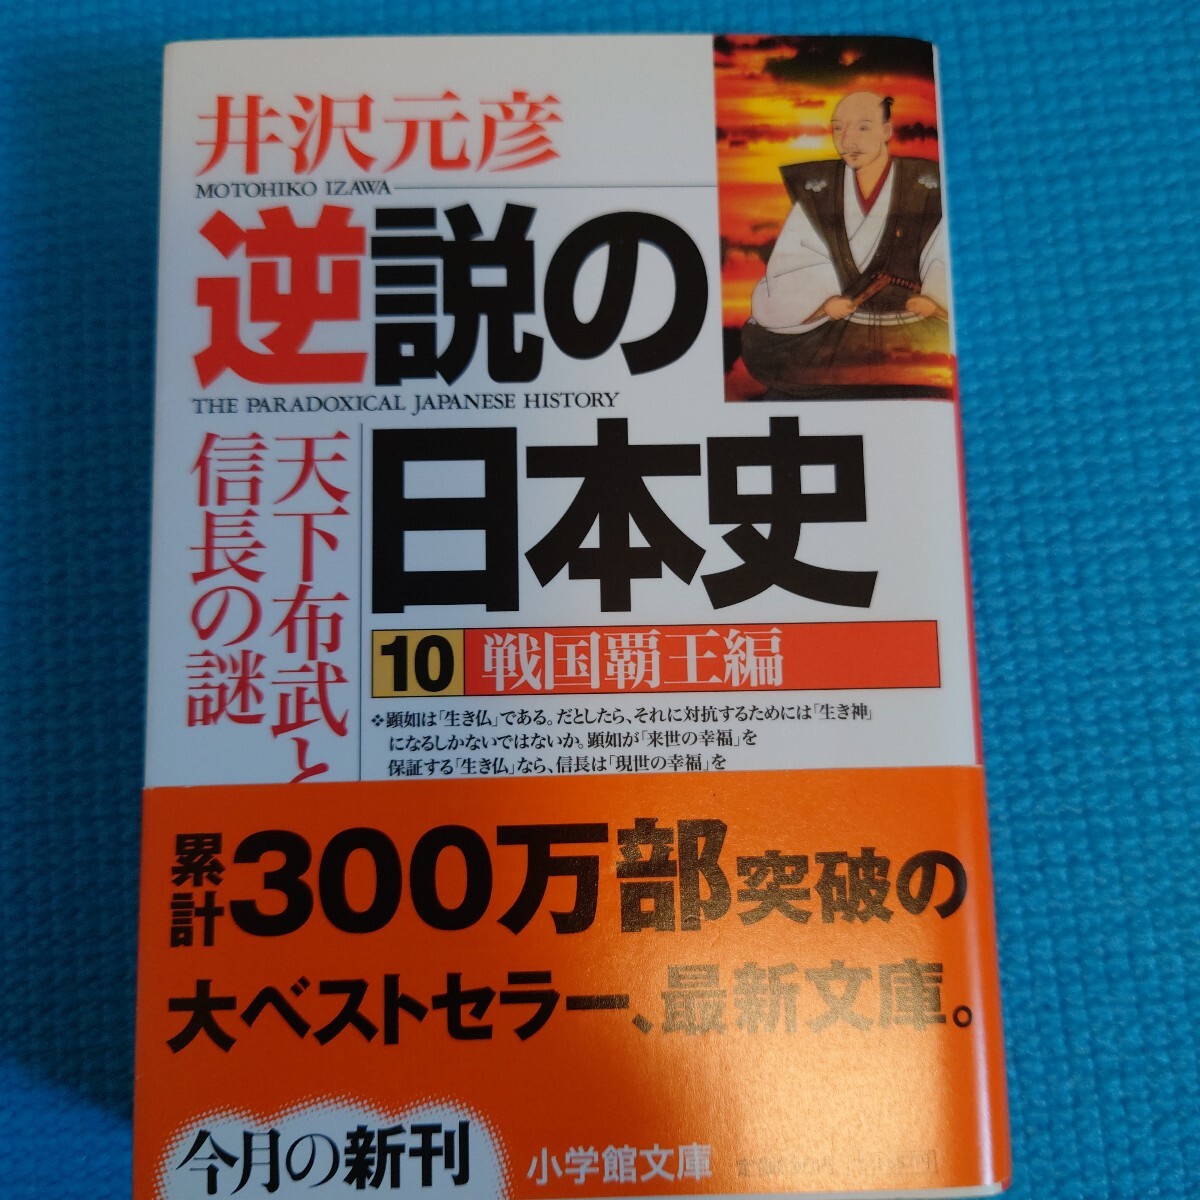 井沢元彦
MOTOHIKO IZAWA
逆説の
THE PARADOXICAL JAPANESE HISTORY
日本史
天下布武と
信長の謎
10 戦国覇王編
❖顕如は「生き仏」である。だとしたら、それに対抗するためには「生き神」
になるしかないではないか。顕如が「来世の幸福」を
保証する「生き仏」なら、信長は「現世の幸福」を
累計300万部突破の
大ベストセラー、最新文庫。
今月の新刊
小学館文庫